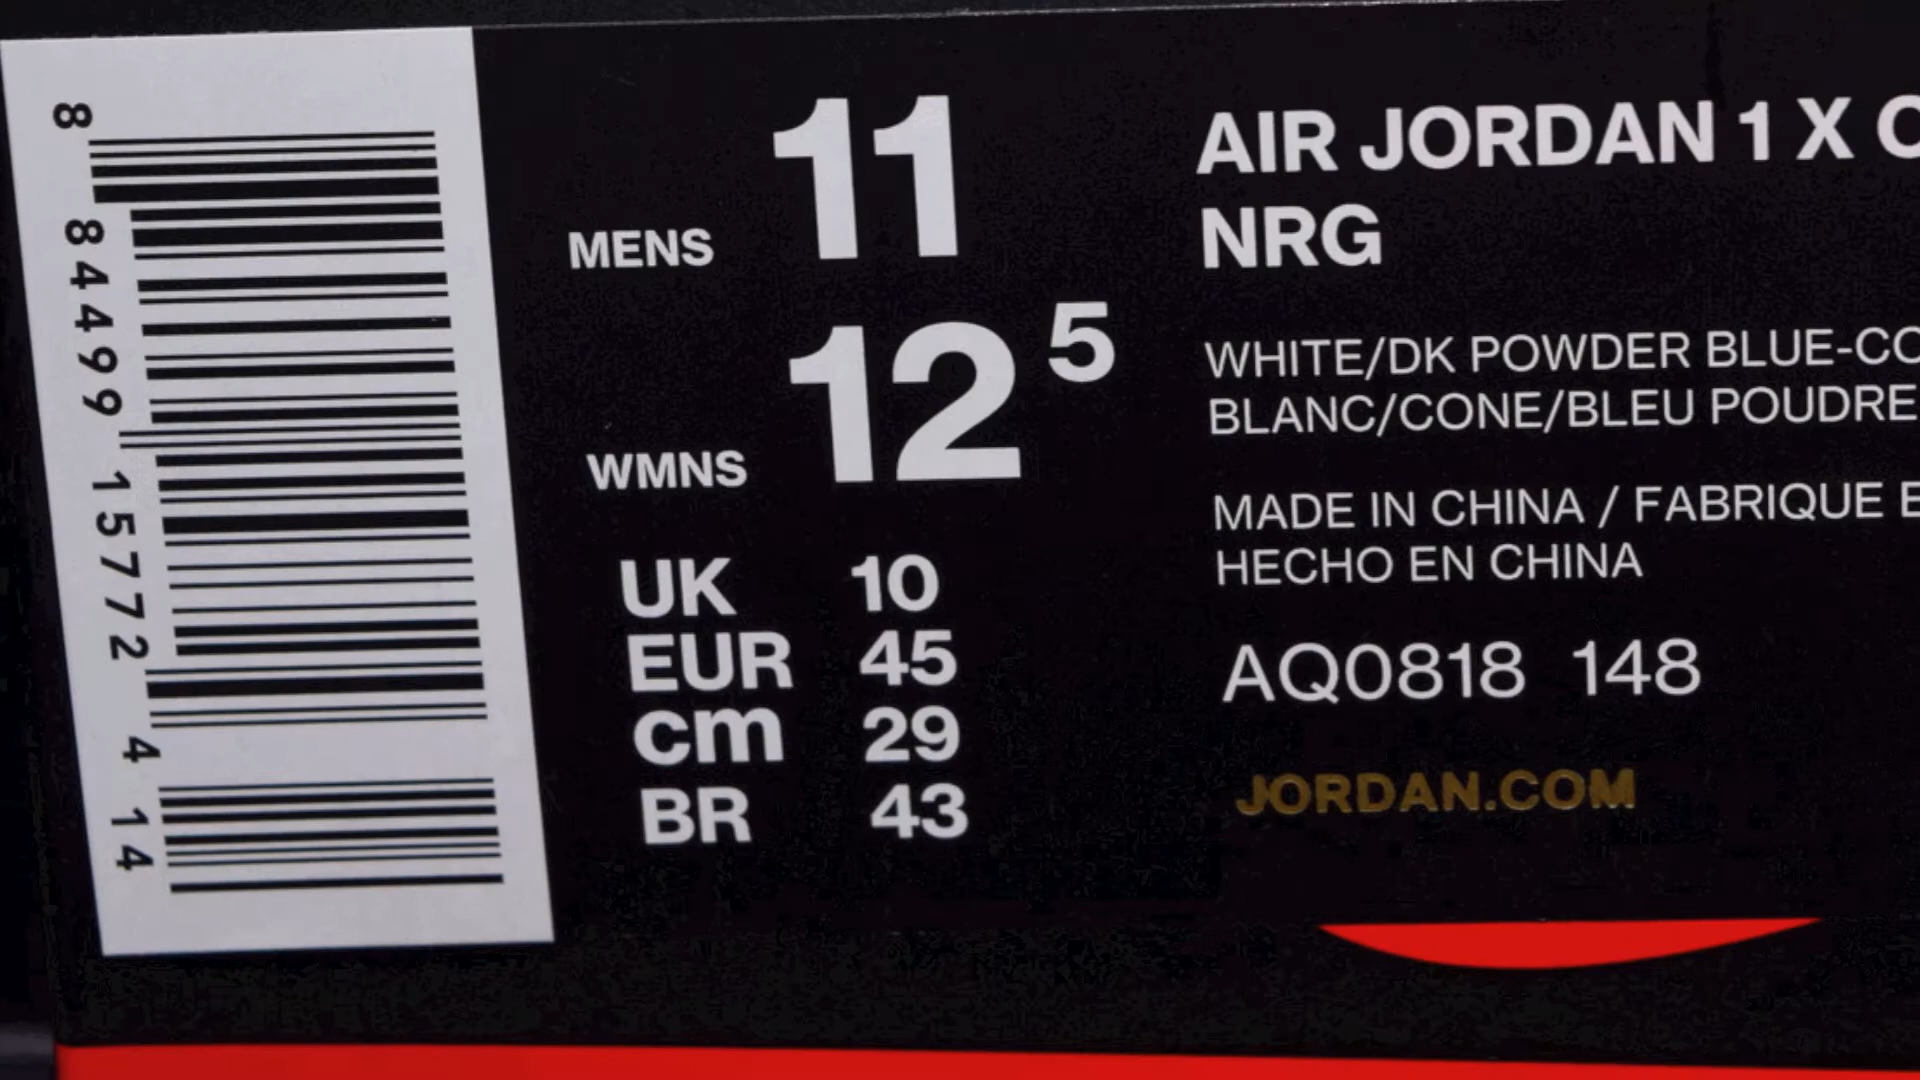 8 84499 15772 4 14
MENS 11
WMNS 12 5
UK 10
EUR 45
cm 29
BR 43
AIR JORDAN 1 X
NRG
WHITE/DK POWDER
BLANC/CONE/BLEU POUDRE
MADE IN CHINA / FABRIQUE
HECHO EN CHINA
AQ0818 148
JORDAN.COM